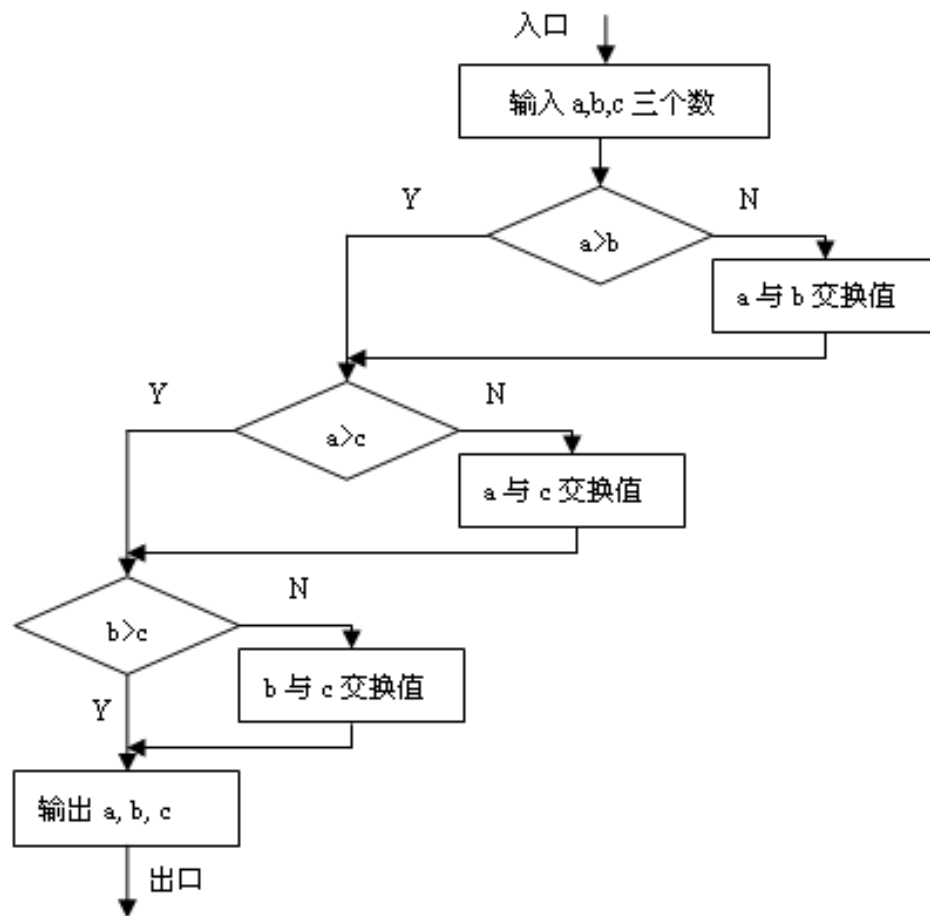 入口
输入 a,b,c 三个数
Y
N
a>b
a 与 b 交换值
Y
N
a>c
a 与 c 交换值
N
b>c
b 与 c 交换值
Y
输出 a, b, c
出口